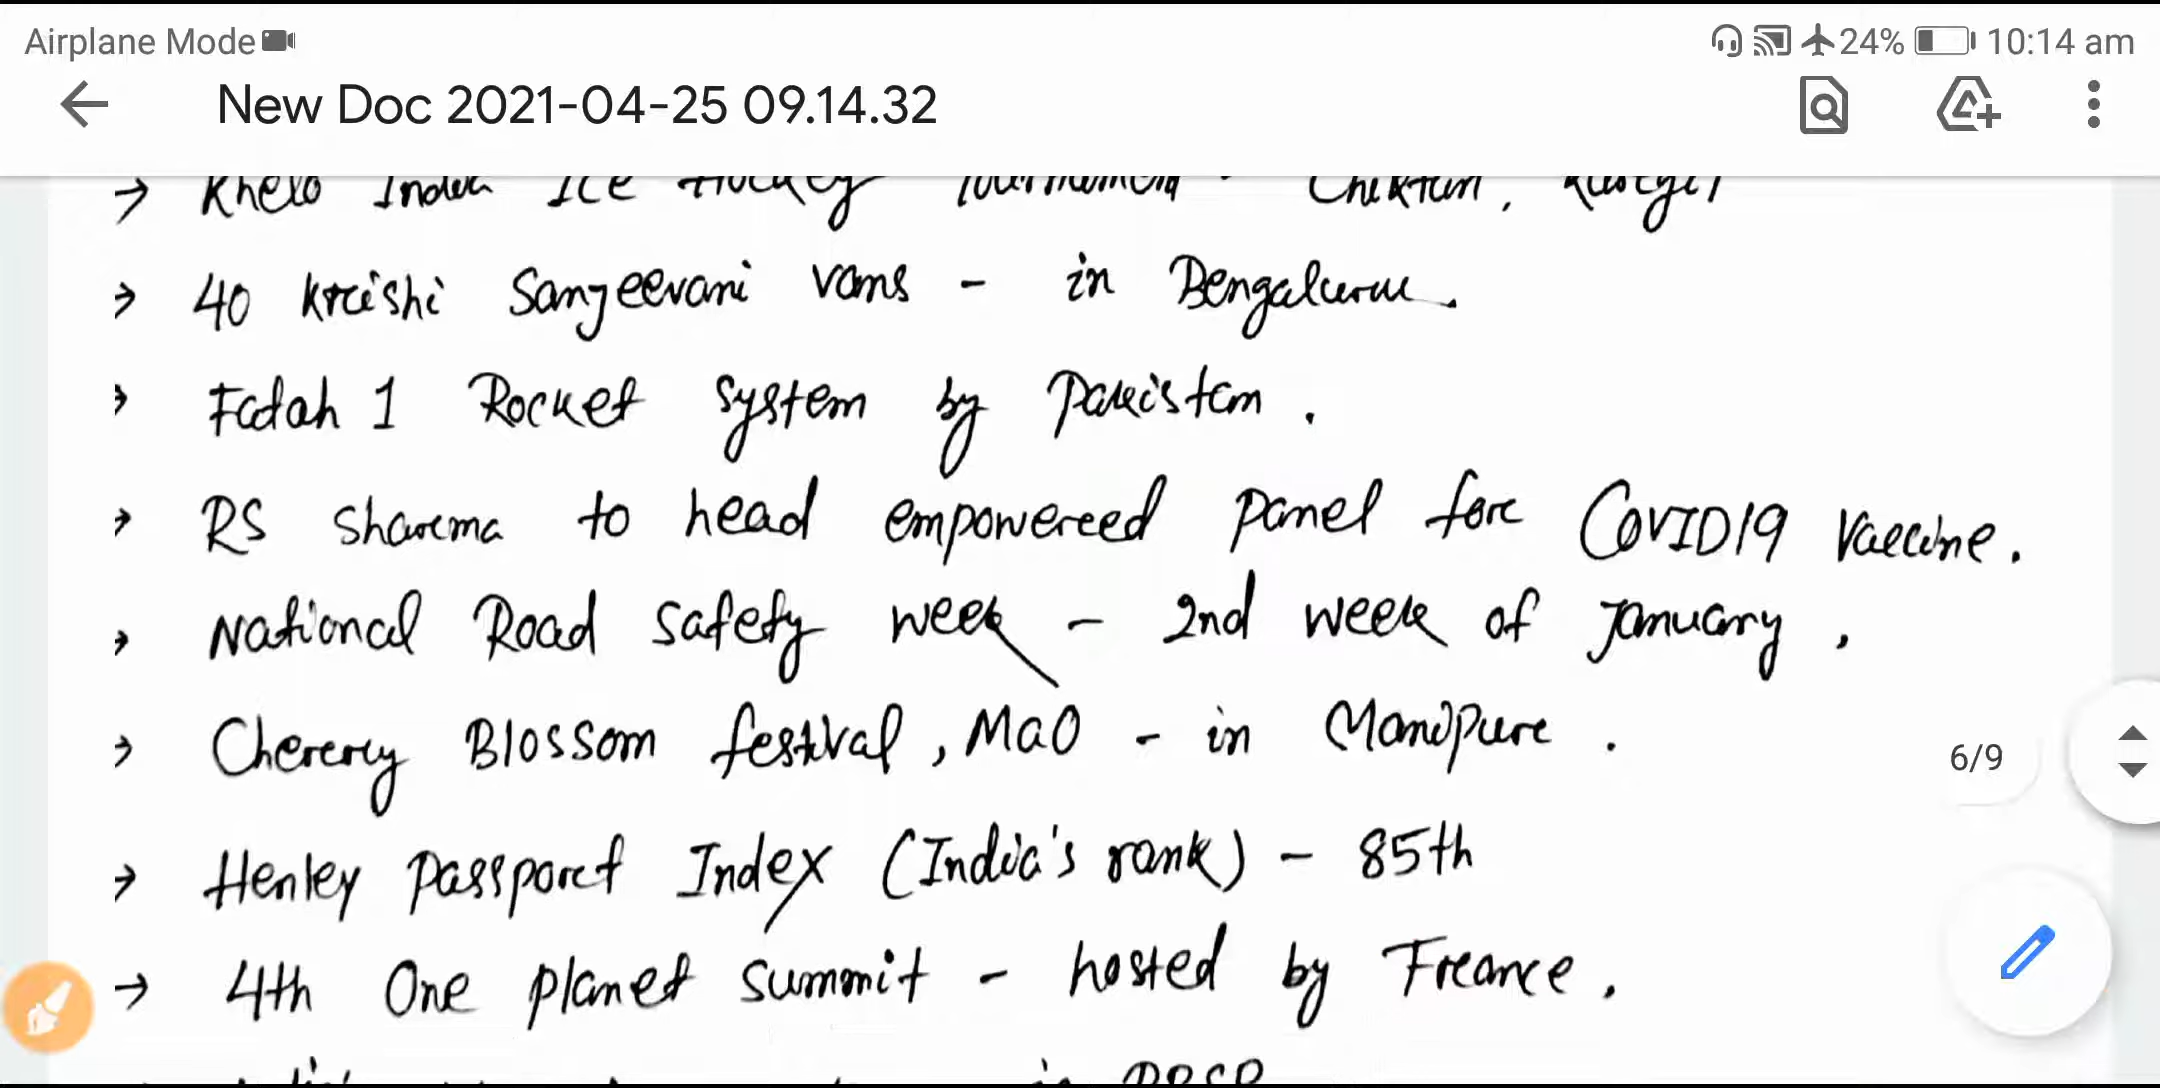 Airplane Mode 24% 10:14 am
New Doc 2021-04-25 09.14.32
→ Khelo India Ice Hockey Tournament - Chiktan, Kargil
→ 40 Krishi Sanjeevani vans - in Bengaluru.
→ Fatah 1 Rocket system by Pakistan.
→ RS Sharma to head empowered panel for COVID19 Vaccine.
→ National Road safety week - 2nd week of January.
→ Cherry Blossom festival, Mao - in Manipur.
6/9
→ Henley Passport Index (India's rank) - 85th
→ 4th One planet summit - hosted by France.